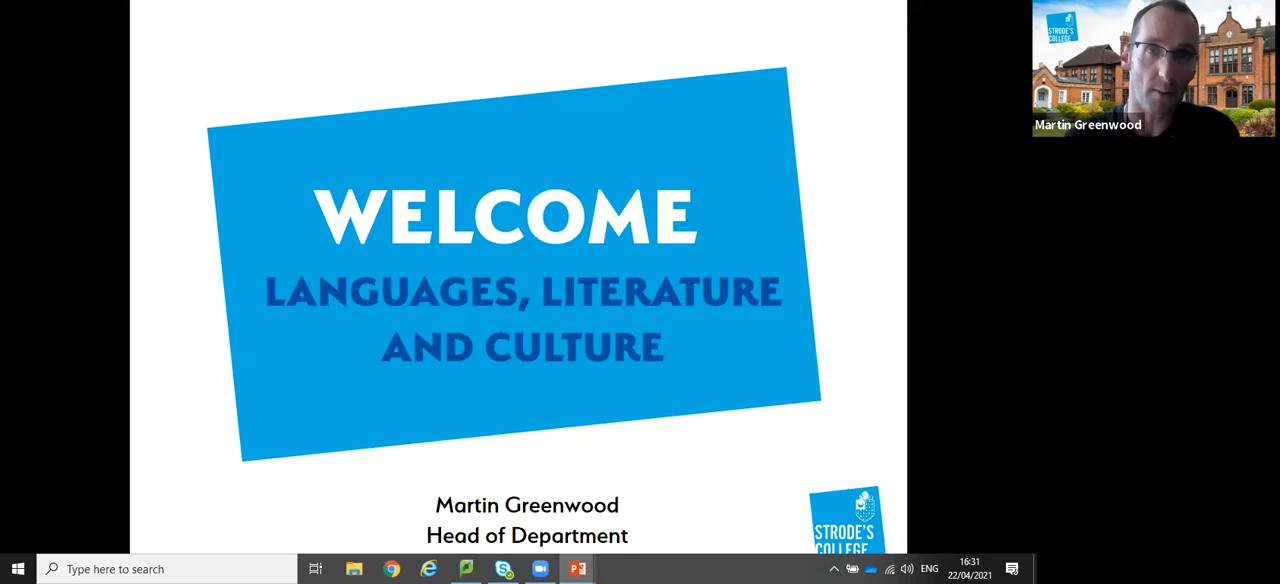 WELCOME
LANGUAGES, LITERATURE
AND CULTURE
Martin Greenwood
Head of Department
STRODE'S
COLLEGE
STRODE'S
COLLEGE
Martin Greenwood
Type here to search
ENG
16:31
22/04/2021